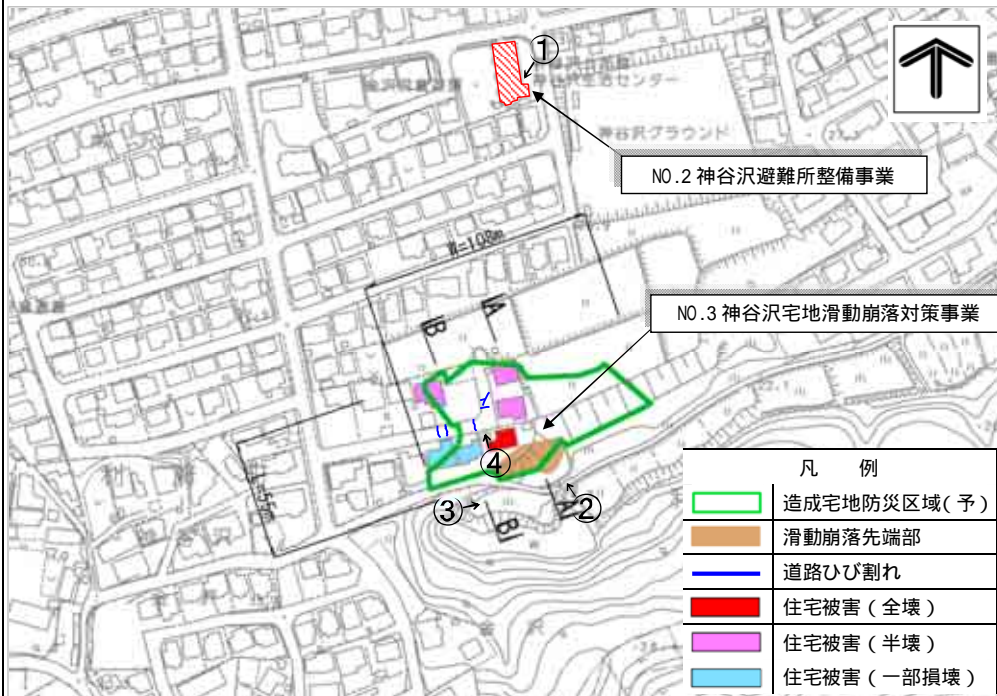 ①
神谷沢グラウンド
NO.2 神谷沢避難所整備事業
W=108m
NO.3 神谷沢宅地滑動崩落対策事業
A
B
L=55m
④
③
②
A
B
凡 例
造成宅地防災区域(予)
滑動崩落先端部
道路ひび割れ
住宅被害(全壊)
住宅被害(半壊)
住宅被害(一部損壊)